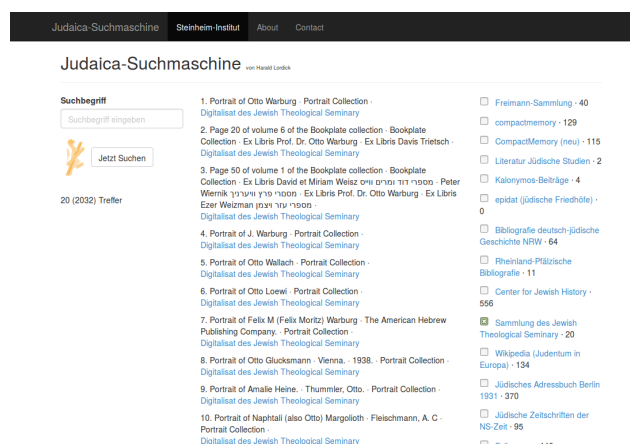 Judaica-Suchmaschine Steinheim-Institut About Contact
Judaica-Suchmaschine von Harald Lordick
Suchbegriff
Suchbegriff eingeben
Jetzt Suchen
20 (2032) Treffer
1. Portrait of Otto Warburg · Portrait Collection ·
Digitalisat des Jewish Theological Seminary
2. Page 20 of volume 6 of the Bookplate collection · Bookplate
Collection · Ex Libris Prof. Dr. Otto Warburg · Ex Libris Davis Trietsch ·
Digitalisat des Jewish Theological Seminary
3. Page 50 of volume 1 of the Bookplate collection · Bookplate
Collection · Ex Libris David et Miriam Weisz מספרי דוד ומרים ווייס · Peter
Wiernik מספרי פרץ וויערניך · Ex Libris Prof. Dr. Otto Warburg · Ex Libris
Ezer Weizman מספרי עזר ויצמן ·
Digitalisat des Jewish Theological Seminary
4. Portrait of J. Warburg · Portrait Collection ·
Digitalisat des Jewish Theological Seminary
5. Portrait of Otto Wallach · Portrait Collection ·
Digitalisat des Jewish Theological Seminary
6. Portrait of Otto Loewi · Portrait Collection ·
Digitalisat des Jewish Theological Seminary
7. Portrait of Felix M (Felix Moritz) Warburg · The American Hebrew
Publishing Company. · Portrait Collection ·
Digitalisat des Jewish Theological Seminary
8. Portrait of Otto Glucksmann · Vienna. · 1938. · Portrait Collection ·
Digitalisat des Jewish Theological Seminary
9. Portrait of Amalie Heine. · Thummler, Otto. · Portrait Collection ·
Digitalisat des Jewish Theological Seminary
10. Portrait of Naphtali (also Otto) Margolioth · Fleischmann, A. C ·
Portrait Collection ·
Digitalisat des Jewish Theological Seminary
Freimann-Sammlung · 40
compactmemory · 129
CompactMemory (neu) · 115
Literatur Jüdische Studien · 2
Kalonymos-Beiträge · 4
epidat (jüdische Friedhöfe) ·
0
Bibliografie deutsch-jüdische
Geschichte NRW · 64
Rheinland-Pfälzische
Bibliografie · 11
Center for Jewish History ·
556
Sammlung des Jewish
Theological Seminary · 20
Wikipedia (Judentum in
Europa) · 134
Jüdisches Adressbuch Berlin
1931 · 370
Jüdische Zeitschriften der
NS-Zeit · 95